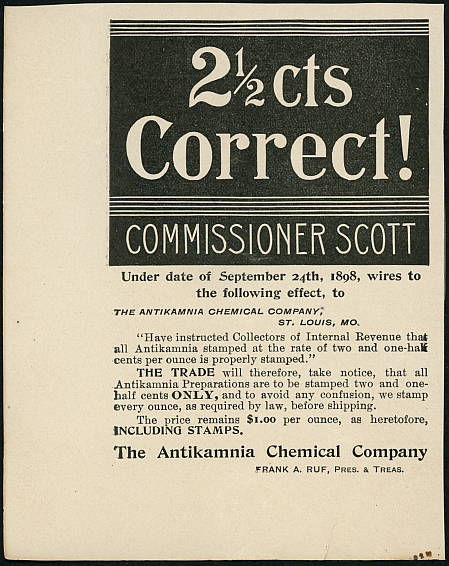 2½ cts
Correct!
COMMISSIONER SCOTT
Under date of September 24th, 1898, wires to
the following effect, to
THE ANTIKAMNIA CHEMICAL COMPANY,
ST. LOUIS, MO.
"Have instructed Collectors of Internal Revenue that
all Antikamnia stamped at the rate of two and one-half
cents per ounce is properly stamped."
THE TRADE will therefore, take notice, that all
Antikamnia Preparations are to be stamped two and one-
half cents ONLY, and to avoid any confusion, we stamp
every ounce, as required by law, before shipping.
The price remains $1.00 per ounce, as heretofore,
INCLUDING STAMPS.
The Antikamnia Chemical Company
FRANK A. RUF, PRES. & TREAS.